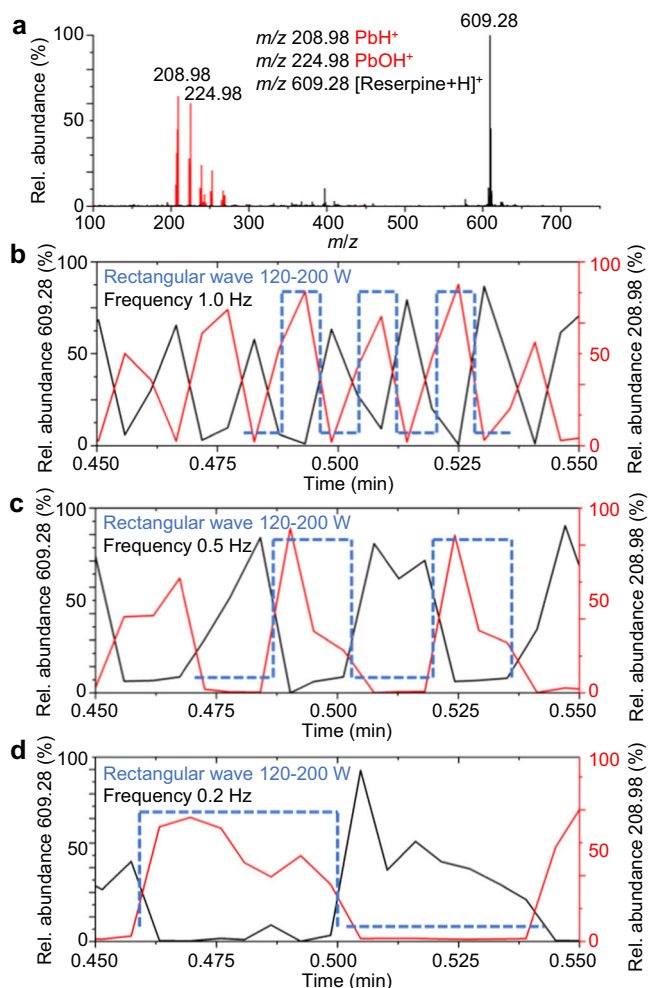 a
Rel. abundance (%)
100
50
0
208.98
224.98
609.28
m/z 208.98 PbH⁺
m/z 224.98 PbOH⁺
m/z 609.28 [Reserpine+H]⁺
100 200 300 400 500 600 700
m/z
b
Rel. abundance 609.28 (%)
100
50
0
Rectangular wave 120-200 W
Frequency 1.0 Hz
100
50
0
Rel. abundance 208.98 (%)
0.450 0.475 0.500 0.525 0.550
Time (min)
c
Rel. abundance 609.28 (%)
100
50
0
Rectangular wave 120-200 W
Frequency 0.5 Hz
100
50
0
Rel. abundance 208.98 (%)
0.450 0.475 0.500 0.525 0.550
Time (min)
d
Rel. abundance 609.28 (%)
100
50
0
Rectangular wave 120-200 W
Frequency 0.2 Hz
100
50
0
Rel. abundance 208.98 (%)
0.450 0.475 0.500 0.525 0.550
Time (min)